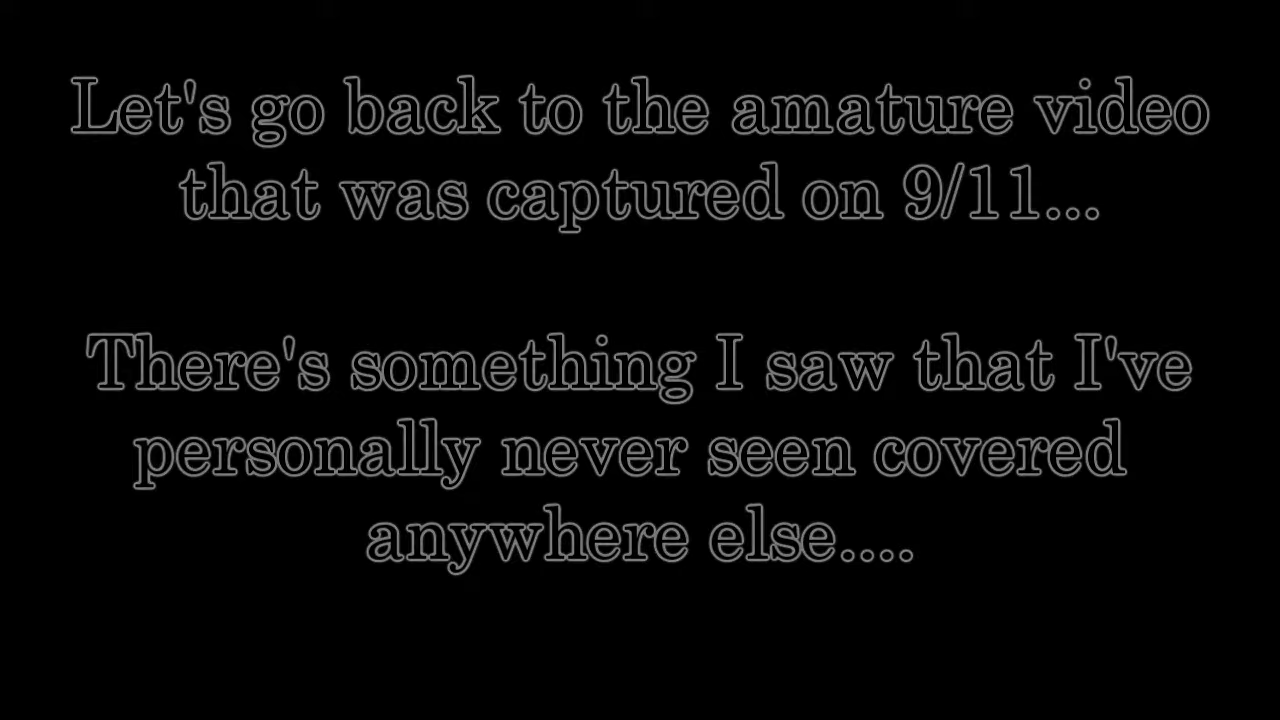 Let's go back to the amature video
that was captured on 9/11...
There's something I saw that I've
personally never seen covered
anywhere else....